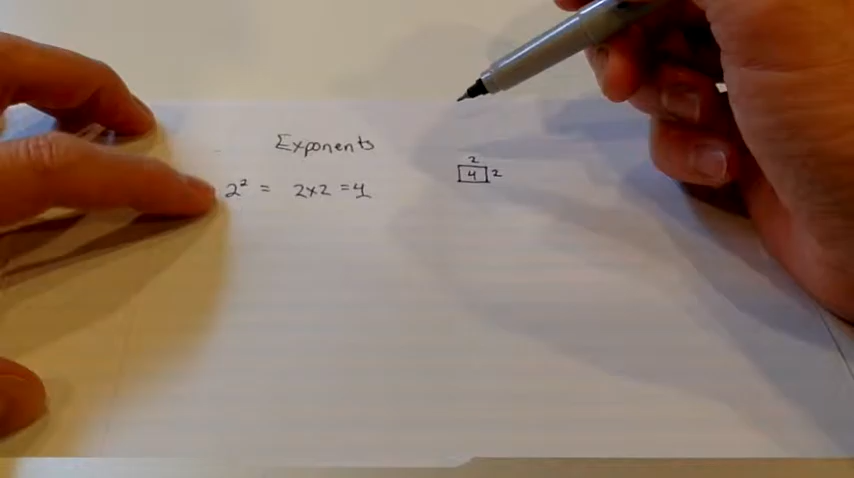 Exponents
2² = 2x2 = 4
2
4 2